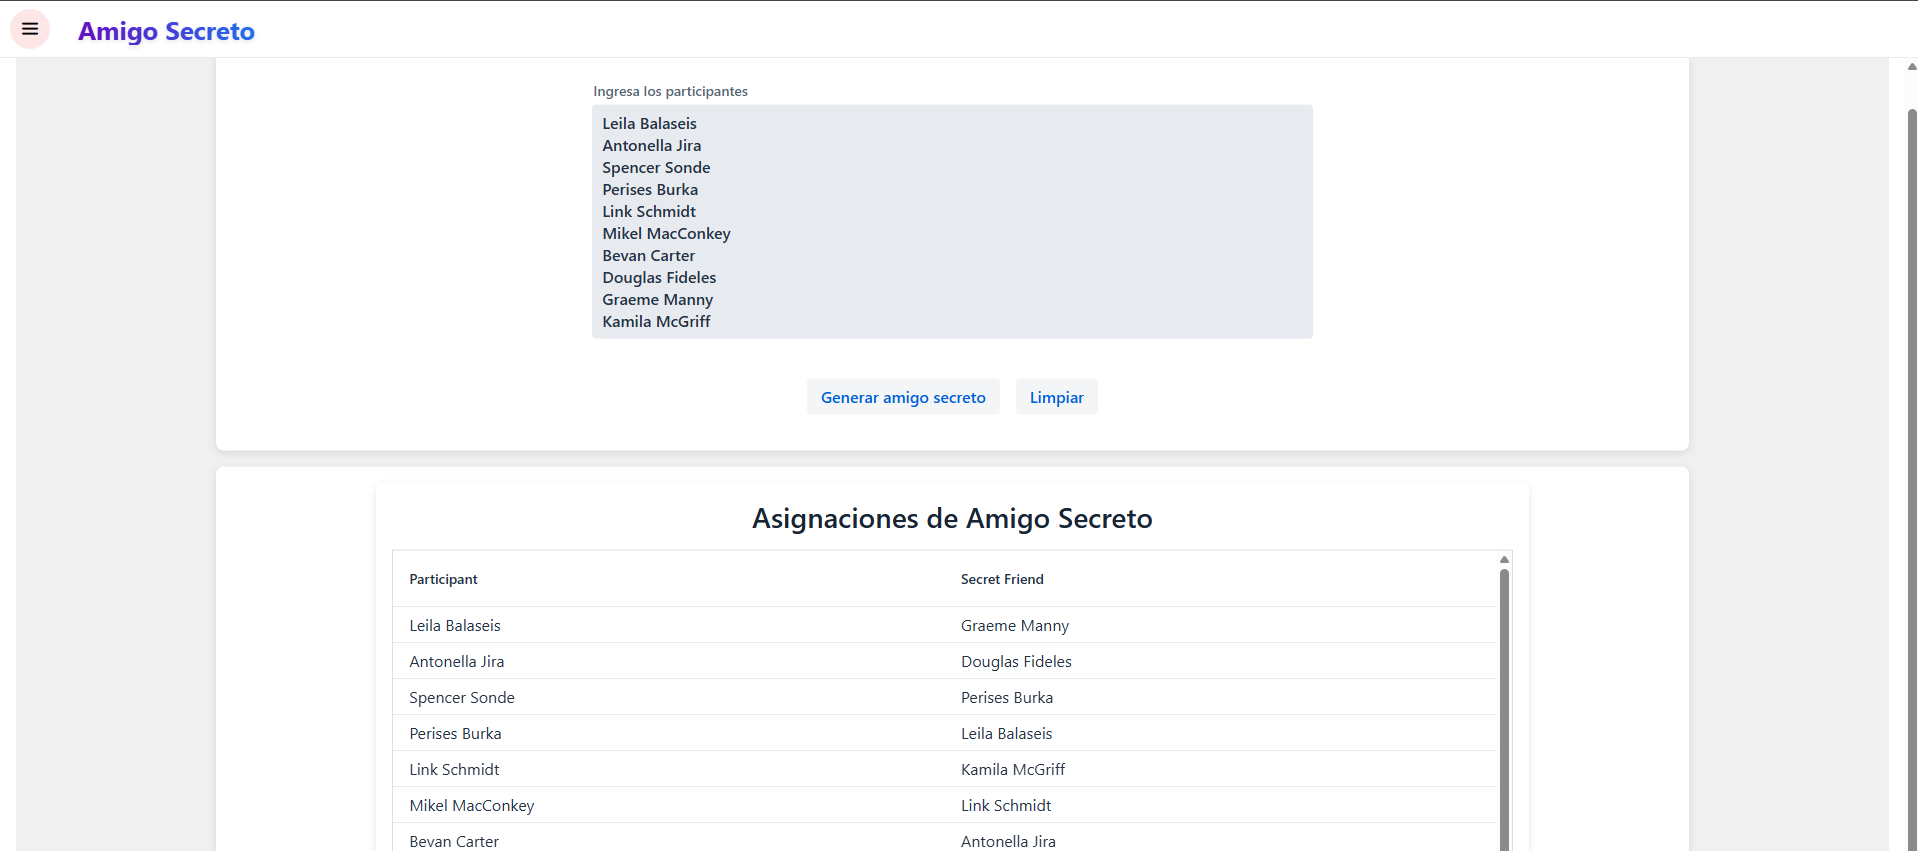 Amigo Secreto
Ingresa los participantes
Leila Balaseis
Antonella Jira
Spencer Sonde
Perises Burka
Link Schmidt
Mikel MacConkey
Bevan Carter
Douglas Fideles
Graeme Manny
Kamila McGriff
Generar amigo secreto Limpiar
Asignaciones de Amigo Secreto
Participant Secret Friend
Leila Balaseis Graeme Manny
Antonella Jira Douglas Fideles
Spencer Sonde Perises Burka
Perises Burka Leila Balaseis
Link Schmidt Kamila McGriff
Mikel MacConkey Link Schmidt
Bevan Carter Antonella Jira